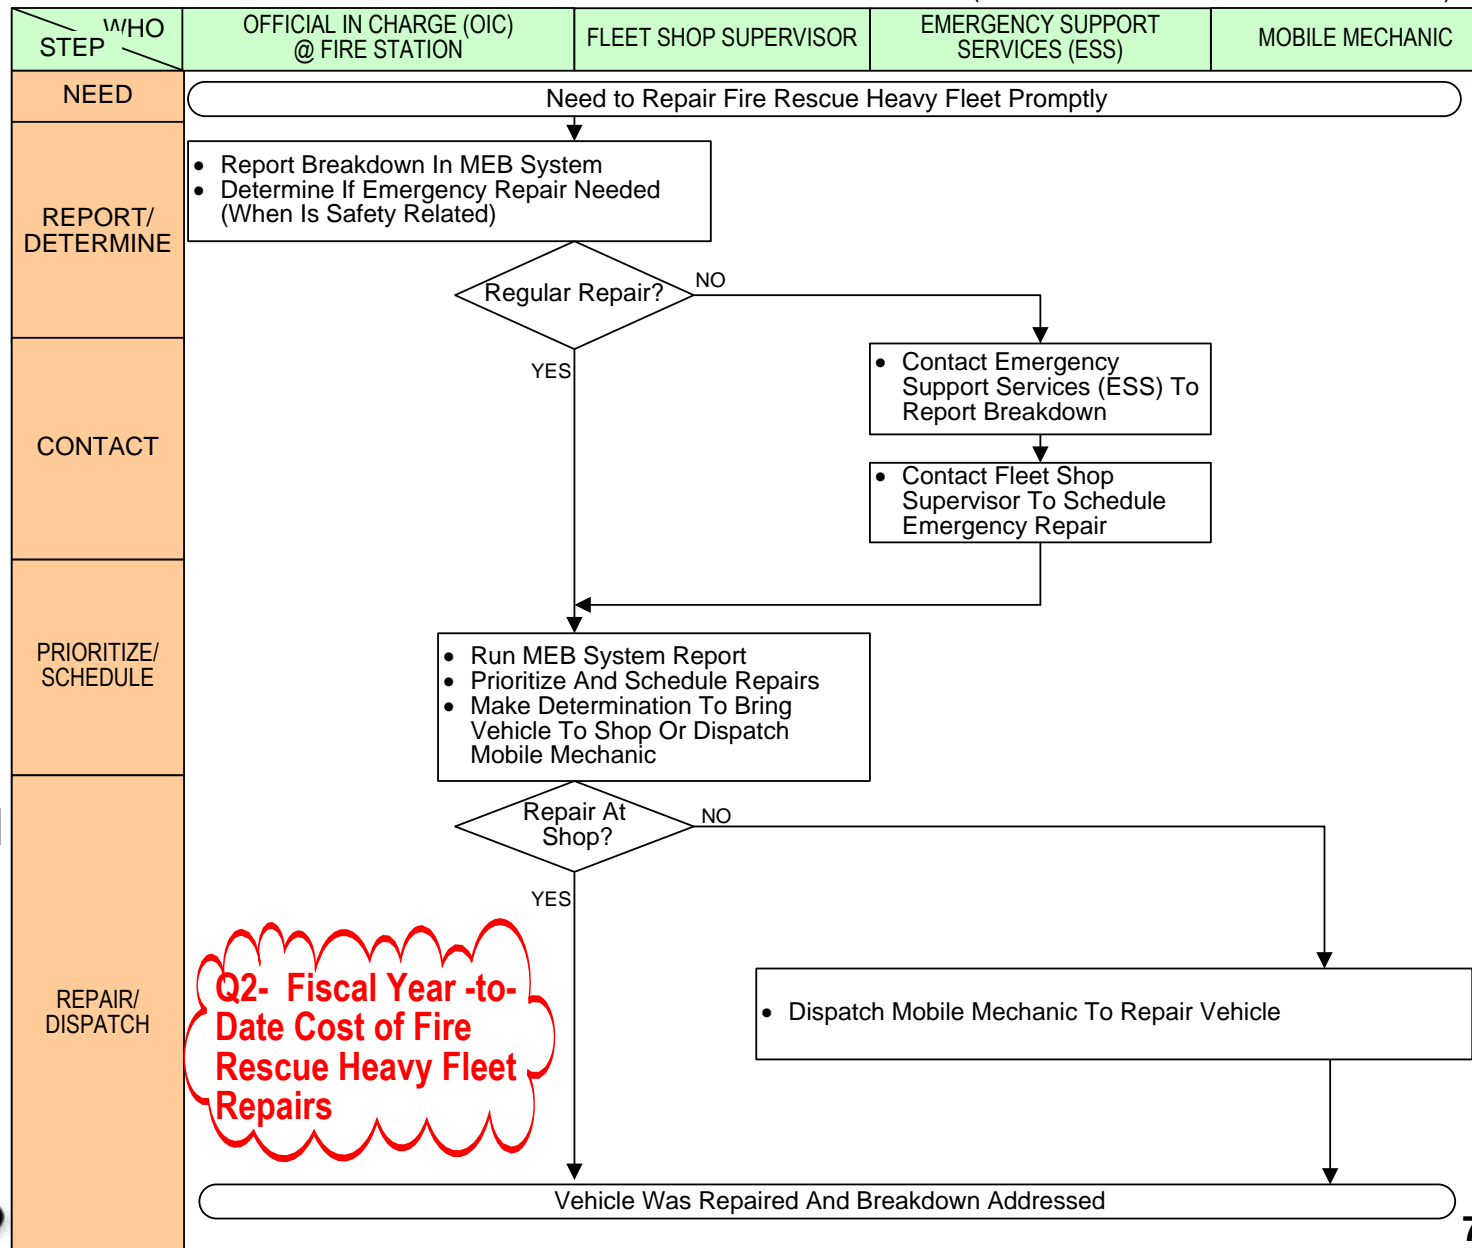 WHO
STEP
OFFICIAL IN CHARGE (OIC)
@ FIRE STATION
FLEET SHOP SUPERVISOR
EMERGENCY SUPPORT
SERVICES (ESS)
MOBILE MECHANIC
NEED
Need to Repair Fire Rescue Heavy Fleet Promptly
REPORT/
DETERMINE
• Report Breakdown In MEB System
• Determine If Emergency Repair Needed
(When Is Safety Related)
Regular Repair?
NO
YES
CONTACT
• Contact Emergency
Support Services (ESS) To
Report Breakdown
• Contact Fleet Shop
Supervisor To Schedule
Emergency Repair
PRIORITIZE/
SCHEDULE
• Run MEB System Report
• Prioritize And Schedule Repairs
• Make Determination To Bring
Vehicle To Shop Or Dispatch
Mobile Mechanic
Repair At
Shop?
NO
YES
REPAIR/
DISPATCH
Q2- Fiscal Year -to-
Date Cost of Fire
Rescue Heavy Fleet
Repairs
• Dispatch Mobile Mechanic To Repair Vehicle
Vehicle Was Repaired And Breakdown Addressed
7